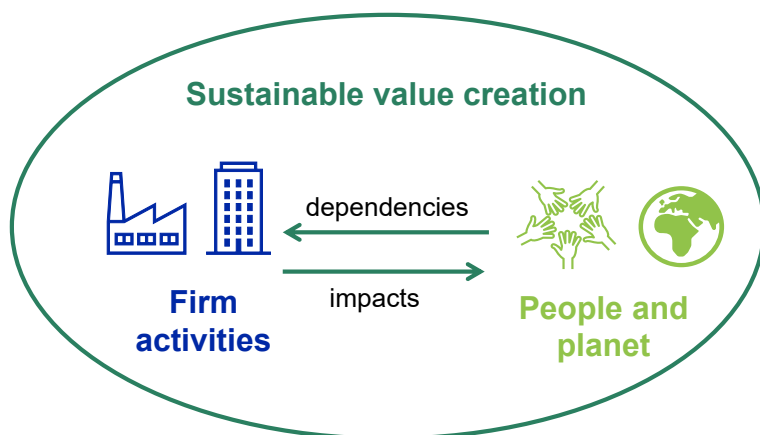 Sustainable value creation
dependencies
impacts
Firm
activities
People and
planet